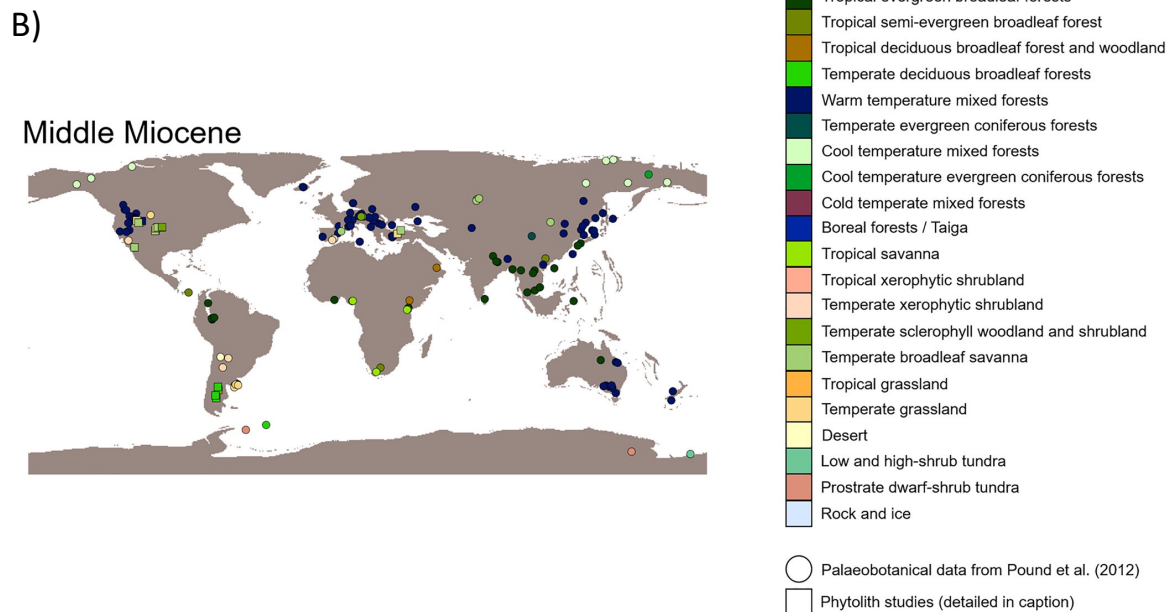 B)
Middle Miocene
Tropical evergreen broadleaf forests
Tropical semi-evergreen broadleaf forest
Tropical deciduous broadleaf forest and woodland
Temperate deciduous broadleaf forests
Warm temperature mixed forests
Temperate evergreen coniferous forests
Cool temperature mixed forests
Cool temperature evergreen coniferous forests
Cold temperate mixed forests
Boreal forests / Taiga
Tropical savanna
Tropical xerophytic shrubland
Temperate xerophytic shrubland
Temperate sclerophyll woodland and shrubland
Temperate broadleaf savanna
Tropical grassland
Temperate grassland
Desert
Low and high-shrub tundra
Prostrate dwarf-shrub tundra
Rock and ice
Palaeobotanical data from Pound et al. (2012)
Phytolith studies (detailed in caption)